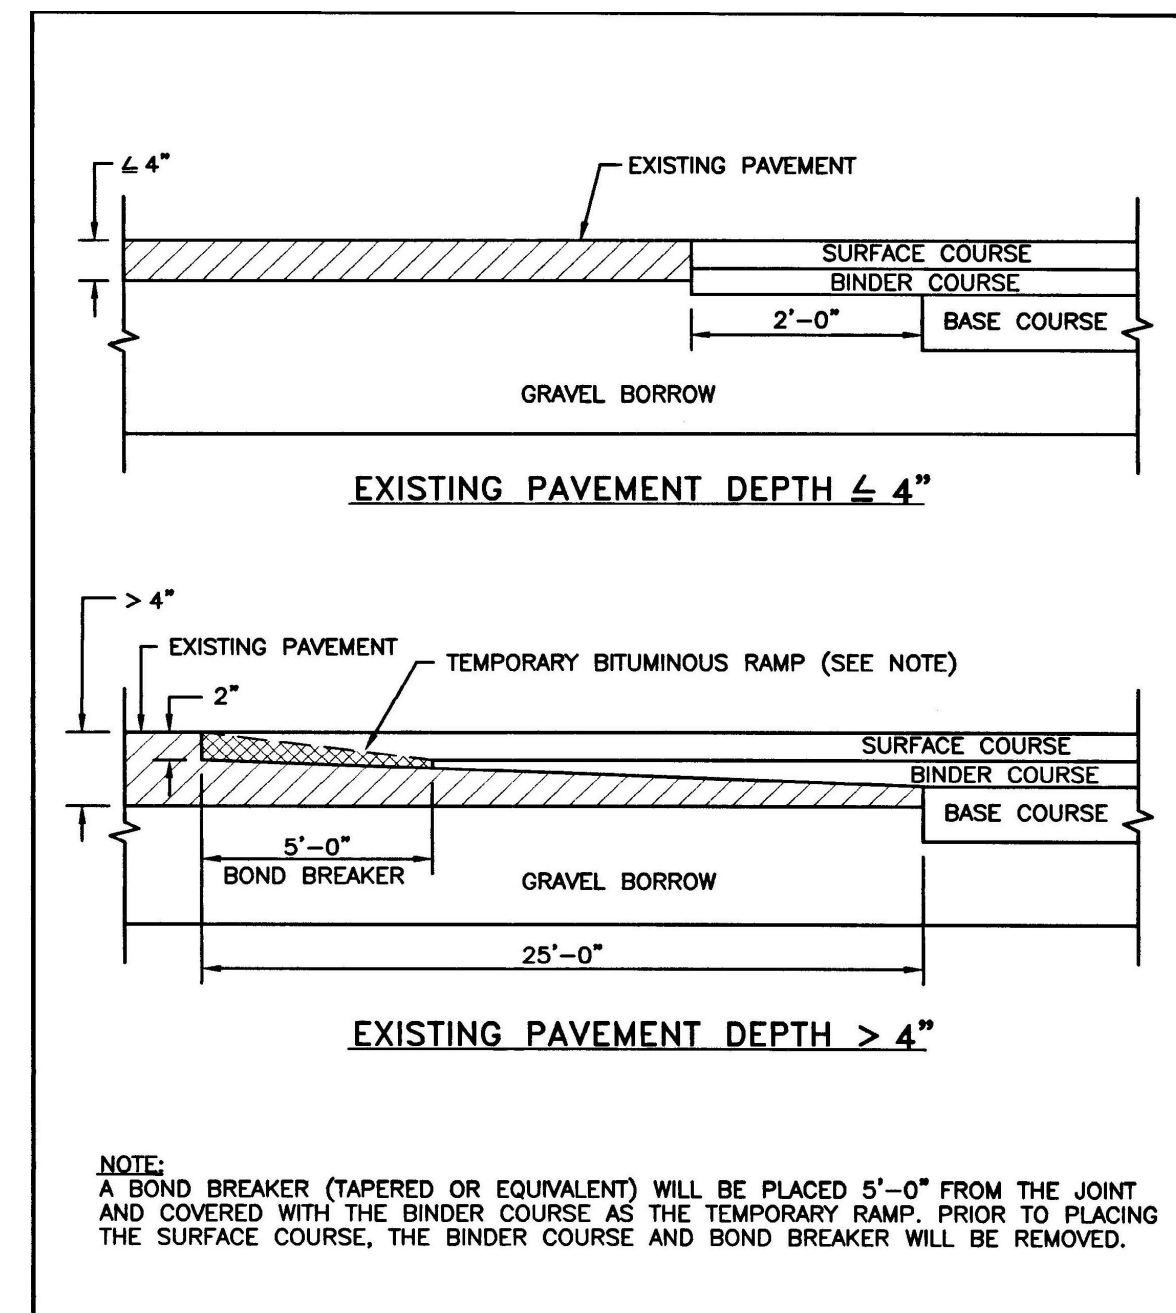 ≤ 4"
EXISTING PAVEMENT
SURFACE COURSE
BINDER COURSE
2'-0"
BASE COURSE
GRAVEL BORROW
EXISTING PAVEMENT DEPTH ≤ 4"
> 4"
EXISTING PAVEMENT
TEMPORARY BITUMINOUS RAMP (SEE NOTE)
2"
SURFACE COURSE
BINDER COURSE
BASE COURSE
5'-0"
BOND BREAKER
GRAVEL BORROW
25'-0"
EXISTING PAVEMENT DEPTH > 4"
NOTE:
A BOND BREAKER (TAPERED OR EQUIVALENT) WILL BE PLACED 5'-0" FROM THE JOINT
AND COVERED WITH THE BINDER COURSE AS THE TEMPORARY RAMP. PRIOR TO PLACING
THE SURFACE COURSE, THE BINDER COURSE AND BOND BREAKER WILL BE REMOVED.